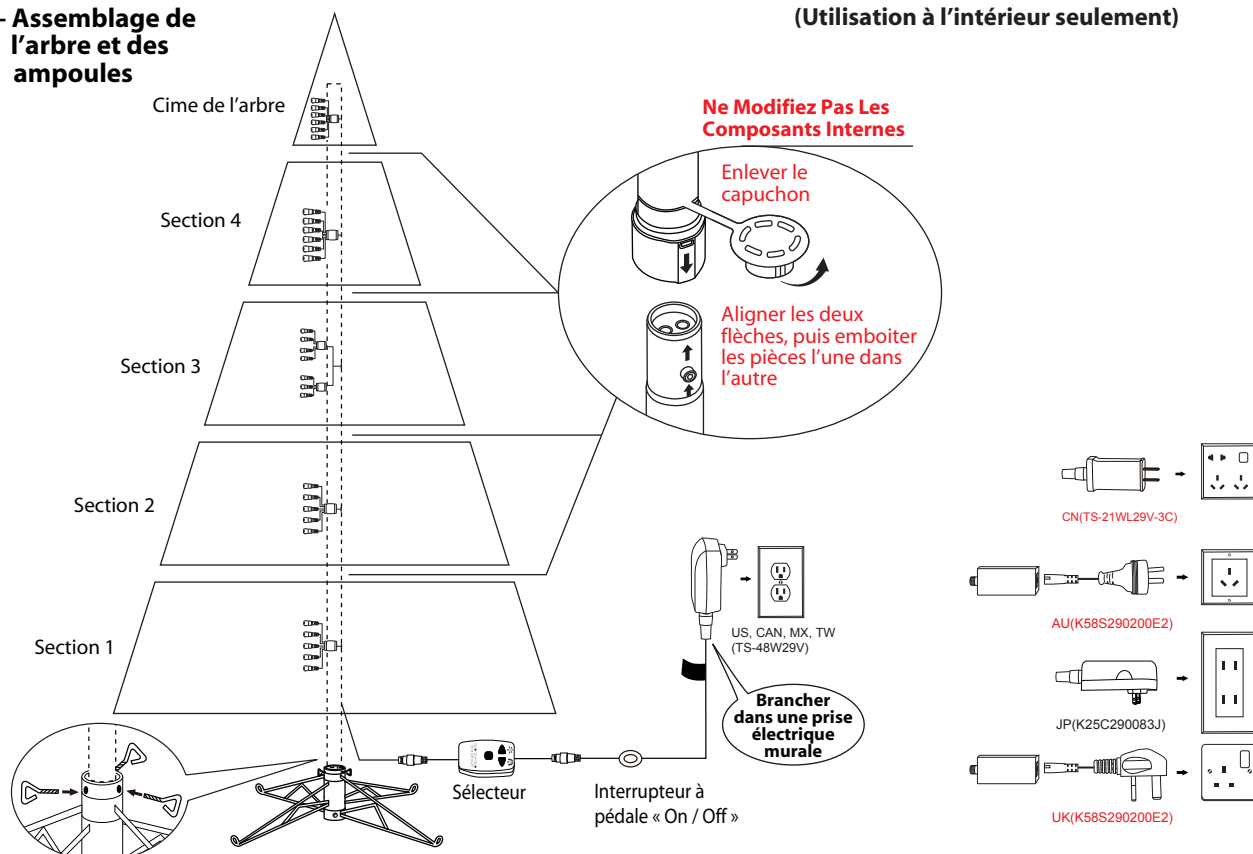 - Assemblage de
l'arbre et des
ampoules
(Utilisation à l'intérieur seulement)
Cime de l'arbre
Section 4
Section 3
Section 2
Section 1
Ne Modifiez Pas Les
Composants Internes
Enlever le
capuchon
Aligner les deux
flèches, puis emboiter
les pièces l'une dans
l'autre
US, CAN, MX, TW
(TS-48W29V)
Brancher
dans une prise
électrique
murale
Sélecteur
Interrupteur à
pédale « On / Off »
CN(TS-21WL29V-3C)
AU(K58S290200E2)
JP(K25C290083J)
UK(K58S290200E2)